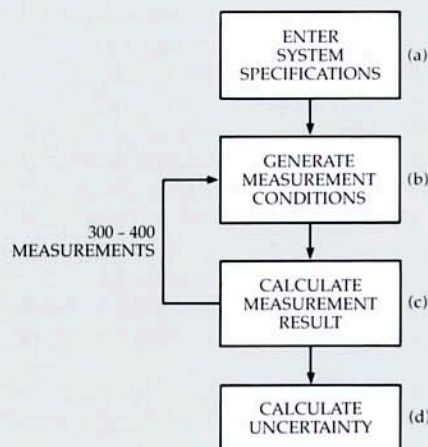 ENTER
SYSTEM
SPECIFICATIONS
(a)
GENERATE
MEASUREMENT
CONDITIONS
(b)
300 – 400
MEASUREMENTS
CALCULATE
MEASUREMENT
RESULT
(c)
CALCULATE
UNCERTAINTY
(d)